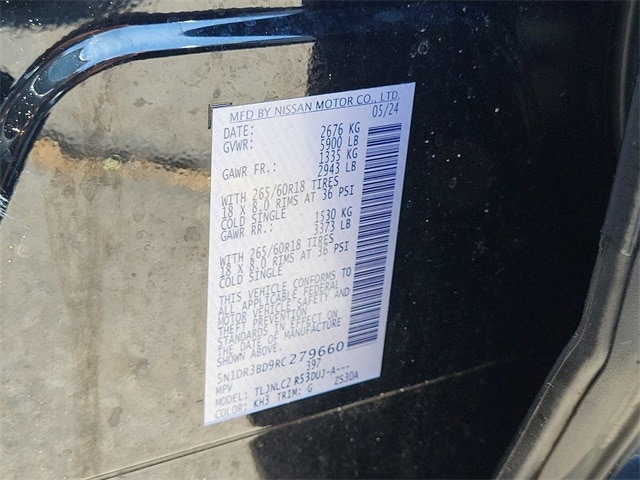 MFD BY NISSAN MOTOR CO., LTD.
DATE: 05/24
GVWR: 2676 KG
5900 LB
GAWR FR.: 1335 KG
2943 LB
WITH 265/60R18 TIRES
18 X 8.0 RIMS AT 36 PSI
COLD SINGLE
GAWR RR.: 1530 KG
3373 LB
WITH 265/60R18 TIRES
18 X 8.0 RIMS AT 36 PSI
COLD SINGLE
THIS VEHICLE CONFORMS TO
ALL APPLICABLE FEDERAL
MOTOR VEHICLE SAFETY AND
THEFT PREVENTION
STANDARDS IN EFFECT ON
THE DATE OF MANUFACTURE
SHOWN ABOVE.
5N1DR3BD9RC279660
MPV 397
MODEL: TLJNLC2 R53DUJ-A---
COLOR: KH3 TRIM: G ZS30A